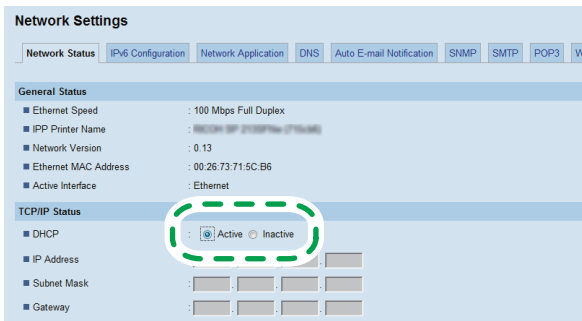 Network Settings
Network Status IPv6 Configuration Network Application DNS Auto E-mail Notification SNMP SMTP POP3 W
General Status
Ethernet Speed : 100 Mbps Full Duplex
IPP Printer Name :
Network Version : 0.13
Ethernet MAC Address : 00:26:73:71:5C:B6
Active Interface : Ethernet
TCP/IP Status
DHCP : Active Inactive
IP Address : . . .
Subnet Mask : . . .
Gateway : . . .